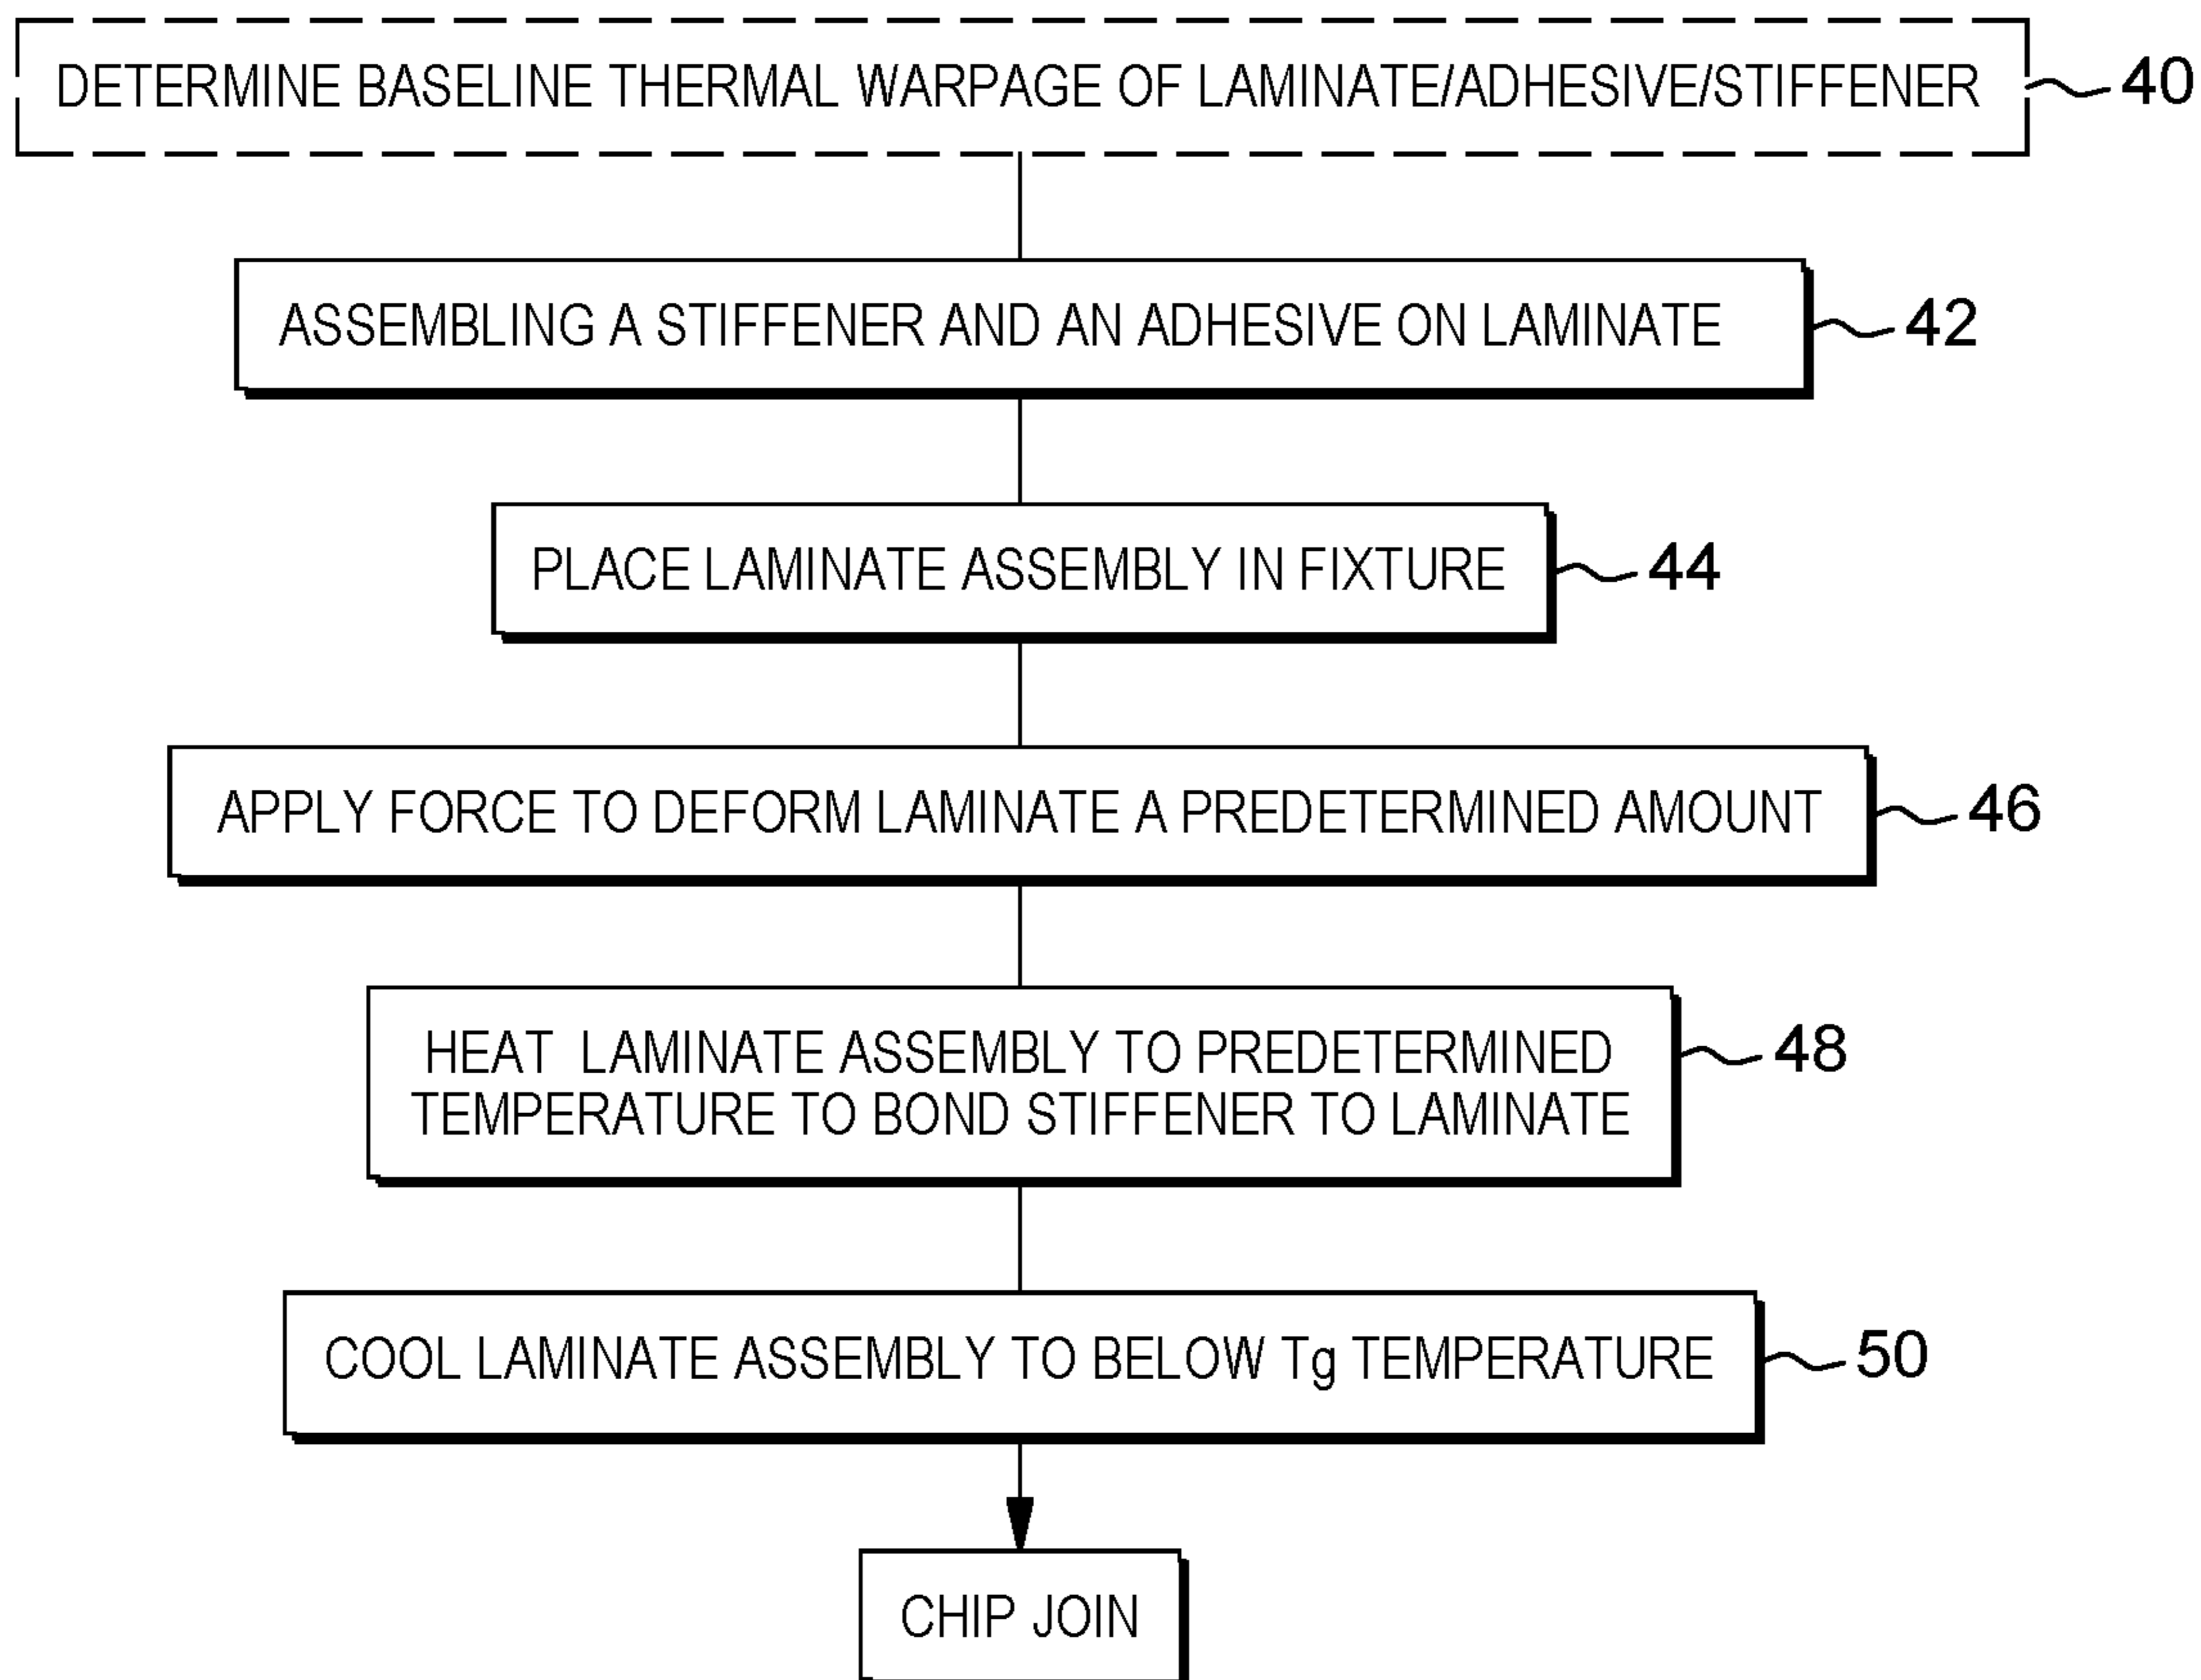 DETERMINE BASELINE THERMAL WARPAGE OF LAMINATE/ADHESIVE/STIFFENER
40
ASSEMBLING A STIFFENER AND AN ADHESIVE ON LAMINATE
42
PLACE LAMINATE ASSEMBLY IN FIXTURE
44
APPLY FORCE TO DEFORM LAMINATE A PREDETERMINED AMOUNT
46
HEAT LAMINATE ASSEMBLY TO PREDETERMINED
TEMPERATURE TO BOND STIFFENER TO LAMINATE
48
COOL LAMINATE ASSEMBLY TO BELOW Tg TEMPERATURE
50
CHIP JOIN